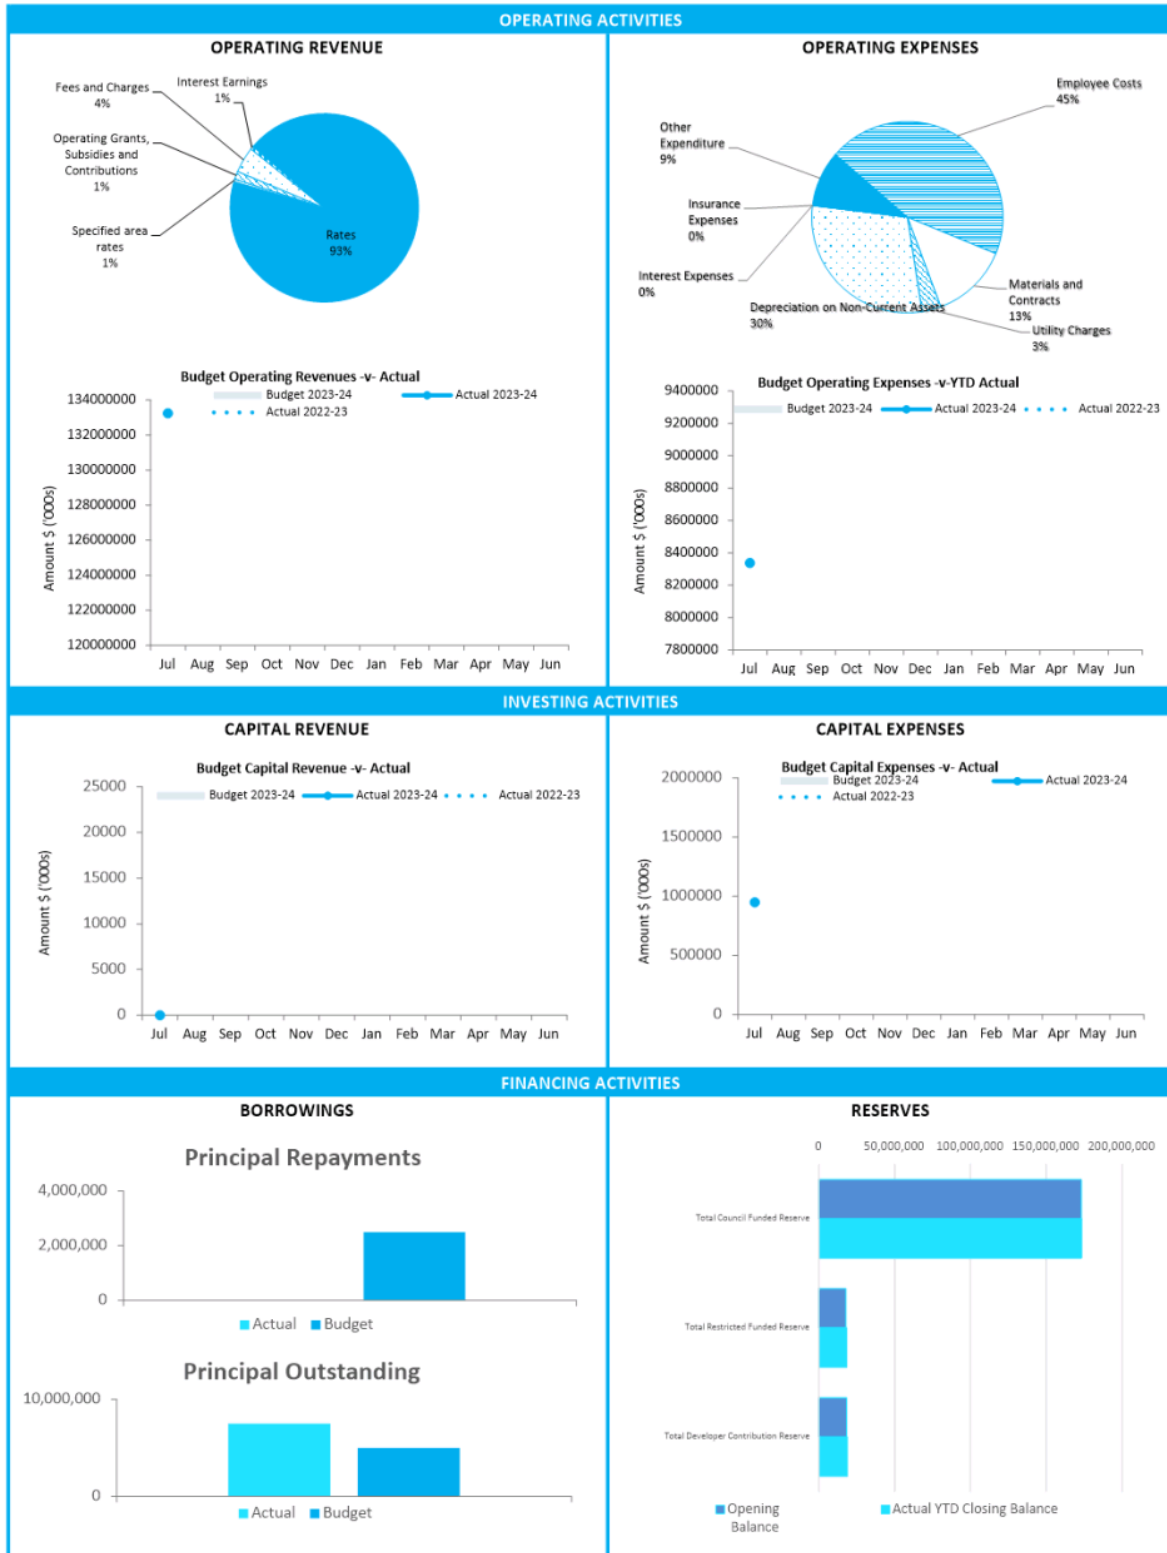 OPERATING ACTIVITIES
OPERATING REVENUE
Interest Earnings
1%
Fees and Charges
4%
Operating Grants,
Subsidies and
Contributions
1%
Specified area
rates
1%
Rates
93%
Budget Operating Revenues -v- Actual
Budget 2023-24
Actual 2023-24
Actual 2022-23
Amount $ ('000s)
134000000
132000000
130000000
128000000
126000000
124000000
122000000
120000000
Jul Aug Sep Oct Nov Dec Jan Feb Mar Apr May Jun
OPERATING EXPENSES
Employee Costs
45%
Other
Expenditure
9%
Insurance
Expenses
0%
Interest Expenses
0%
Depreciation on Non-Current Assets
30%
Materials and
Contracts
13%
Utility Charges
3%
Budget Operating Expenses -v-YTD Actual
Budget 2023-24
Actual 2023-24
Actual 2022-23
Amount $ ('000s)
9400000
9200000
9000000
8800000
8600000
8400000
8200000
8000000
7800000
Jul Aug Sep Oct Nov Dec Jan Feb Mar Apr May Jun
INVESTING ACTIVITIES
CAPITAL REVENUE
Budget Capital Revenue -v- Actual
Budget 2023-24
Actual 2023-24
Actual 2022-23
Amount $ ('000s)
25000
20000
15000
10000
5000
0
Jul Aug Sep Oct Nov Dec Jan Feb Mar Apr May Jun
CAPITAL EXPENSES
Budget Capital Expenses -v- Actual
Budget 2023-24
Actual 2023-24
Actual 2022-23
Amount $ ('000s)
2000000
1500000
1000000
500000
0
Jul Aug Sep Oct Nov Dec Jan Feb Mar Apr May Jun
FINANCING ACTIVITIES
BORROWINGS
Principal Repayments
4,000,000
2,000,000
0
Actual Budget
Principal Outstanding
10,000,000
0
Actual Budget
RESERVES
0 50,000,000 100,000,000 150,000,000 200,000,000
Total Council Funded Reserve
Total Restricted Funded Reserve
Total Developer Contribution Reserve
Opening
Balance
Actual YTD Closing Balance